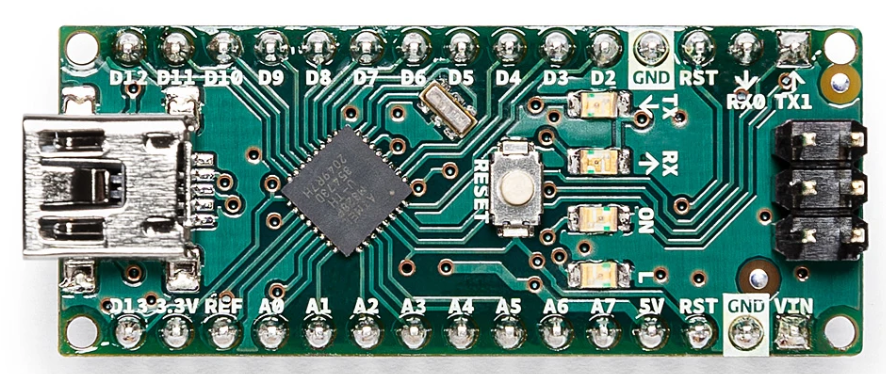 D12 D11 D10 D9 D8 D7 D6 D5 D4 D3 D2 GND RST RX0 TX1
TX
RX
RESET
ON
L
D13 3.3V REF A0 A1 A2 A3 A4 A5 A6 A7 5V RST GND VIN